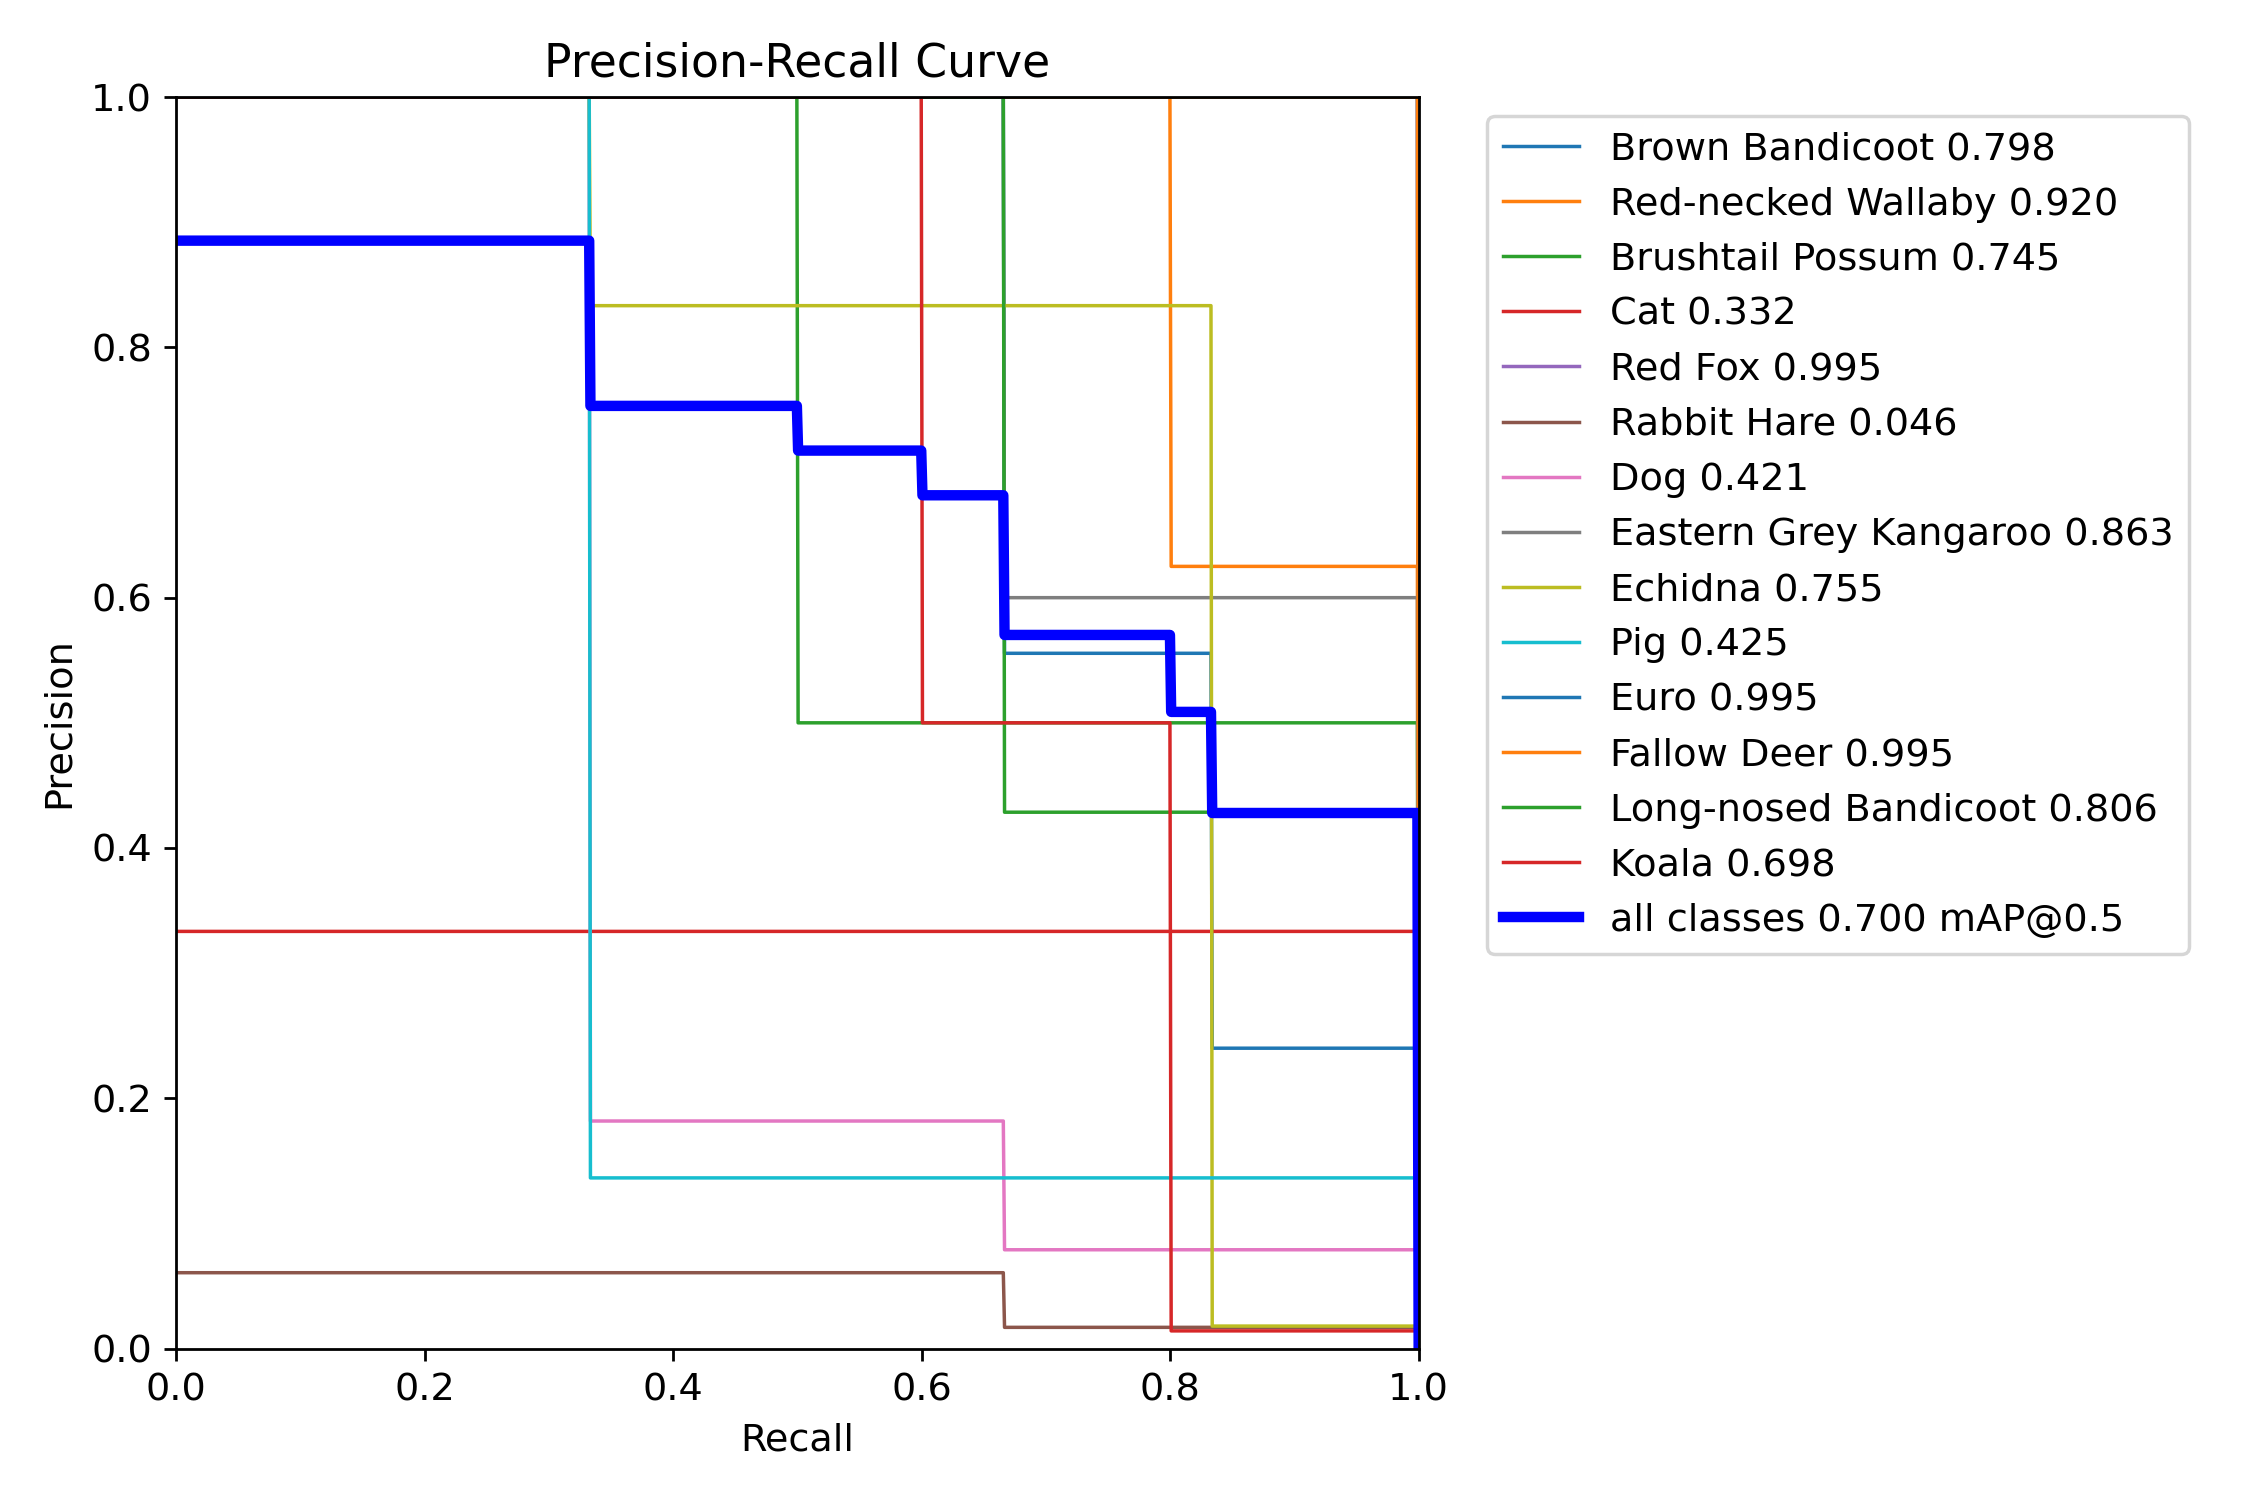 Precision-Recall Curve
1.0
0.8
0.6
0.4
0.2
0.0
Precision
0.0 0.2 0.4 0.6 0.8 1.0
Recall
Brown Bandicoot 0.798
Red-necked Wallaby 0.920
Brushtail Possum 0.745
Cat 0.332
Red Fox 0.995
Rabbit Hare 0.046
Dog 0.421
Eastern Grey Kangaroo 0.863
Echidna 0.755
Pig 0.425
Euro 0.995
Fallow Deer 0.995
Long-nosed Bandicoot 0.806
Koala 0.698
all classes 0.700 mAP@0.5